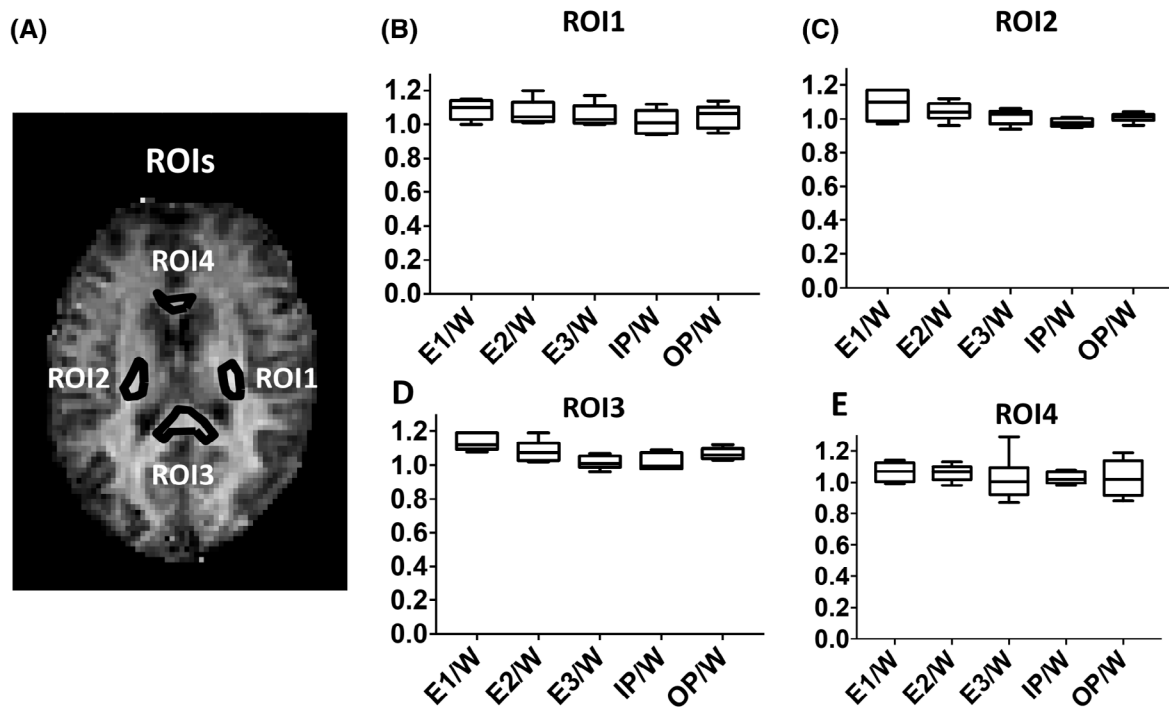 (A)
ROIs
ROI4
ROI2
ROI1
ROI3
(B)
ROI1
1.2
1.0
0.8
0.6
0.4
0.2
0.0
E1/W
E2/W
E3/W
IP/W
OP/W
(C)
ROI2
1.2
1.0
0.8
0.6
0.4
0.2
0.0
E1/W
E2/W
E3/W
IP/W
OP/W
D
ROI3
1.2
1.0
0.8
0.6
0.4
0.2
0.0
E1/W
E2/W
E3/W
IP/W
OP/W
E
ROI4
1.2
1.0
0.8
0.6
0.4
0.2
0.0
E1/W
E2/W
E3/W
IP/W
OP/W